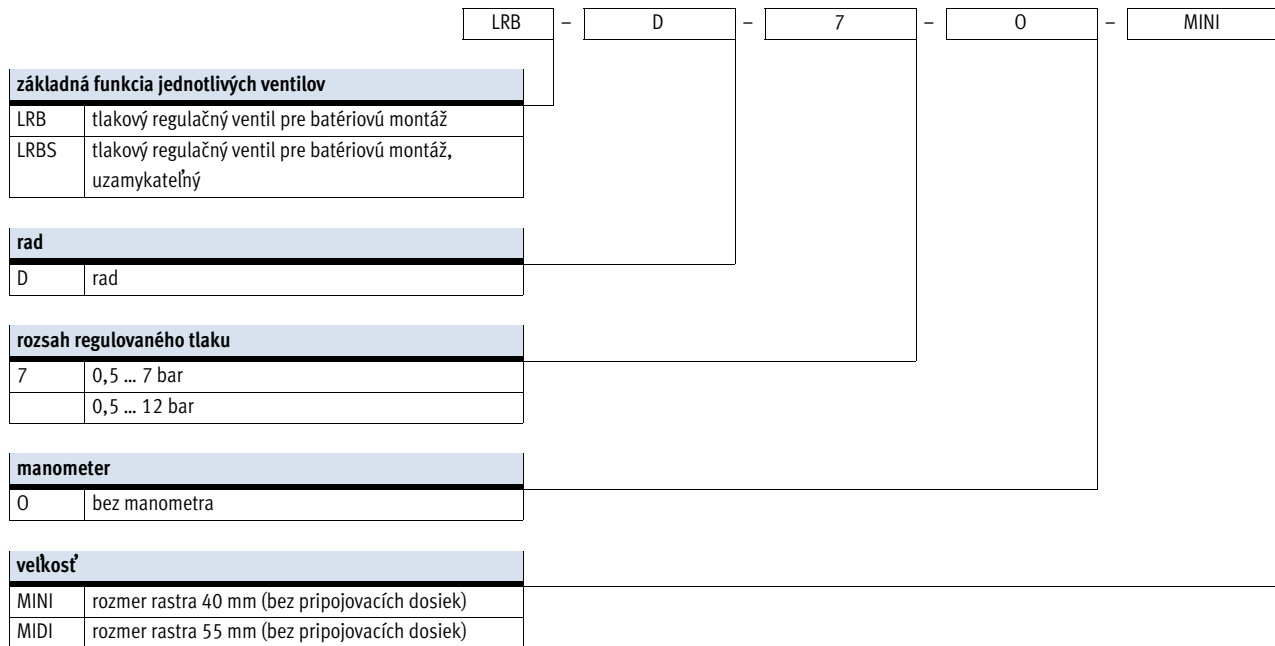 LRB – D – 7 – O – MINI
základná funkcia jednotlivých ventilov
LRB tlakový regulačný ventil pre batériovú montáž
LRBS tlakový regulačný ventil pre batériovú montáž,
uzamykateľný
rad
D rad
rozsah regulovaného tlaku
7 0,5 ... 7 bar
0,5 ... 12 bar
manometer
O bez manometra
veľkosť
MINI rozmer rastra 40 mm (bez pripojovacích dosiek)
MIDI rozmer rastra 55 mm (bez pripojovacích dosiek)